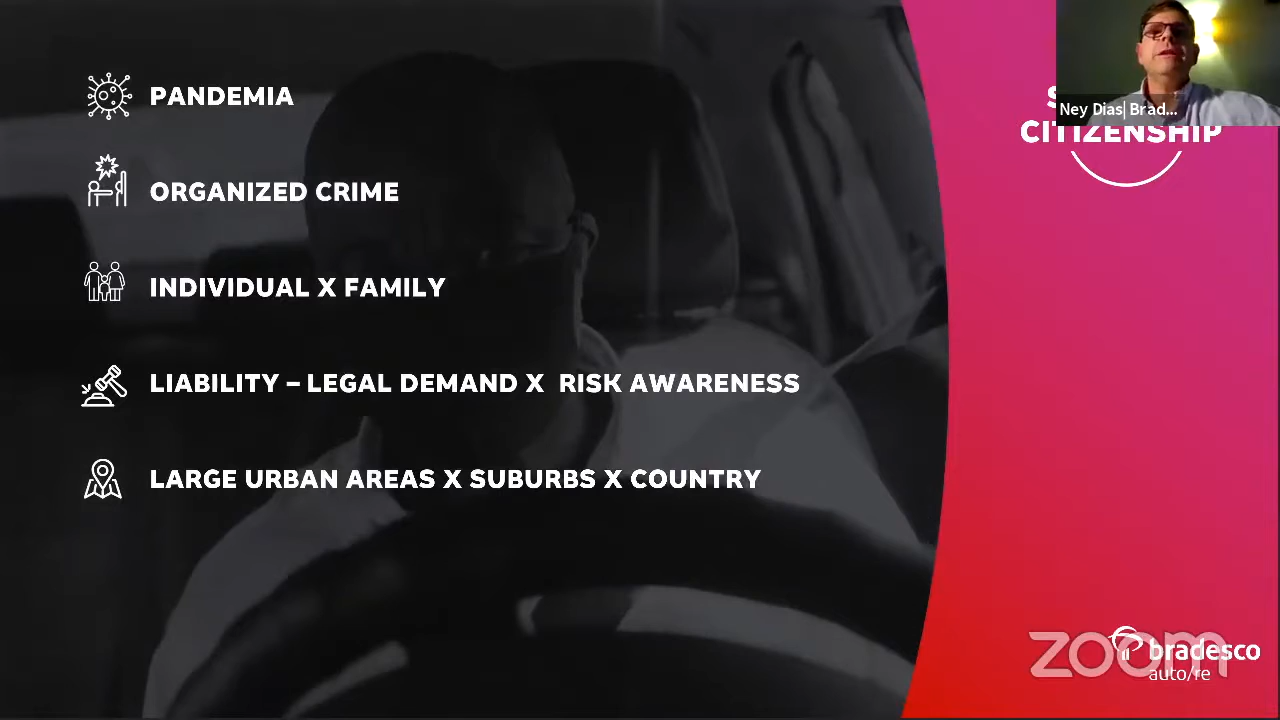 PANDEMIA
ORGANIZED CRIME
INDIVIDUAL X FAMILY
LIABILITY – LEGAL DEMAND X RISK AWARENESS
LARGE URBAN AREAS X SUBURBS X COUNTRY
Ney Dias| Brad...
CITIZENSHIP
zoom
bradesco
auto/re